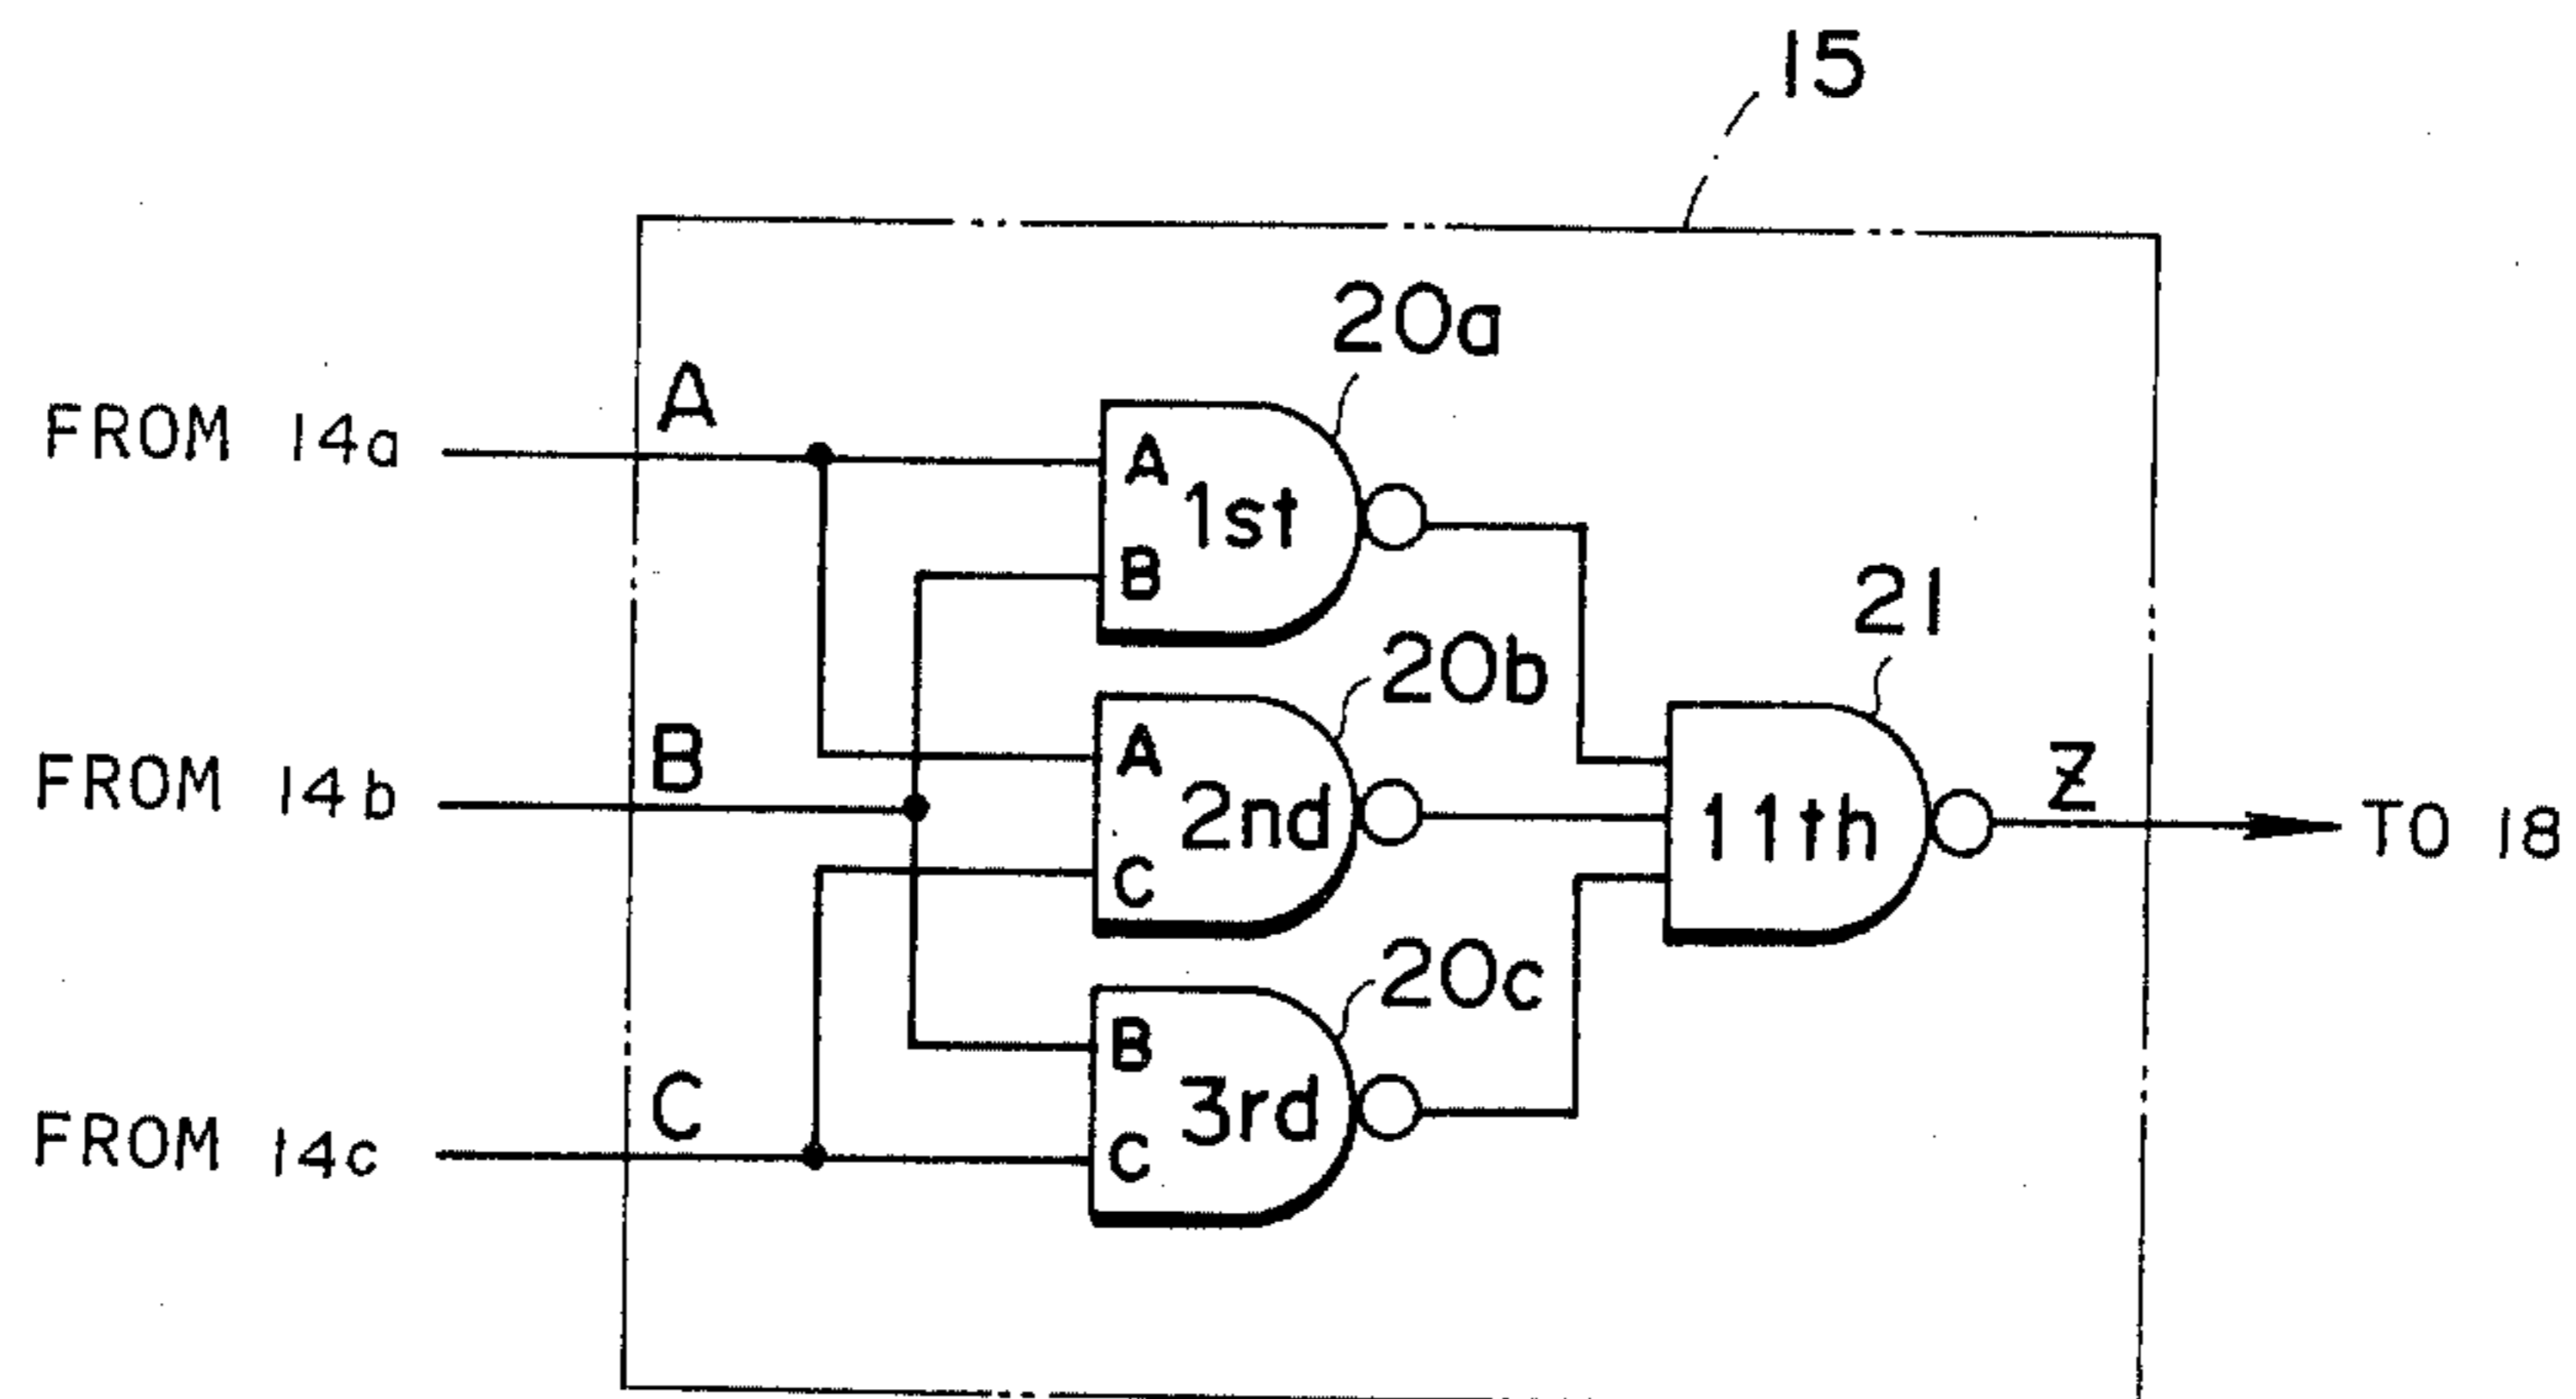 15
20a
FROM 14a
A
A
1st
B
20b
21
FROM 14b
B
A
2nd
C
11th
Z
TO 18
20c
FROM 14c
C
B
3rd
C